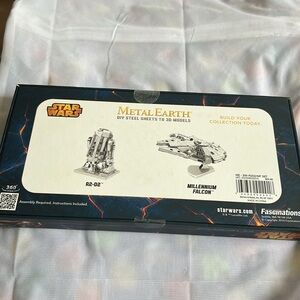 STAR
WARS
METAL EARTH
DIY STEEL SHEETS TO 3D MODELS
BUILD YOUR
COLLECTION TODAY.
R2-D2
MILLENNIUM
FALCON
360°
Assembly Required. Instructions Included.
starwars.com
Fascinations